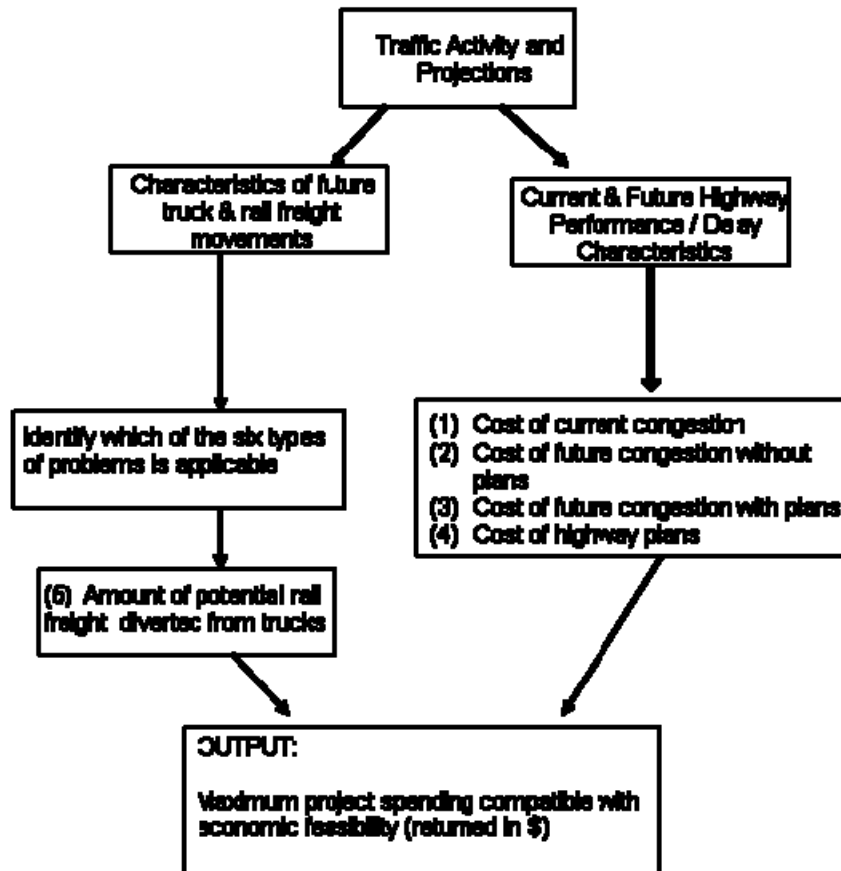 Traffic Activity and
Projections
Characteristics of future
truck & rail freight
movements
Current & Future Highway
Performance / Delay
Characteristics
Identify which of the six types
of problems is applicable
(1) Cost of current congestion
(2) Cost of future congestion without
plans
(3) Cost of future congestion with plans
(4) Cost of highway plans
(5) Amount of potential rail
freight diverted from trucks
OUTPUT:
Maximum project spending compatible with
economic feasibility (returned in $)